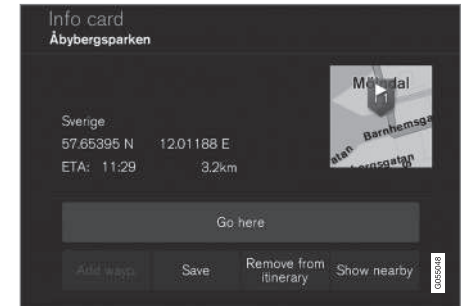 Info card
Åbybergsparken
Mölndal
Barnhemsga
atan
Sverige
57.65395 N 12.01188 E
ETA: 11:29 3.2km
Go here
Add wayp. Save Remove from itinerary Show nearby
G055048